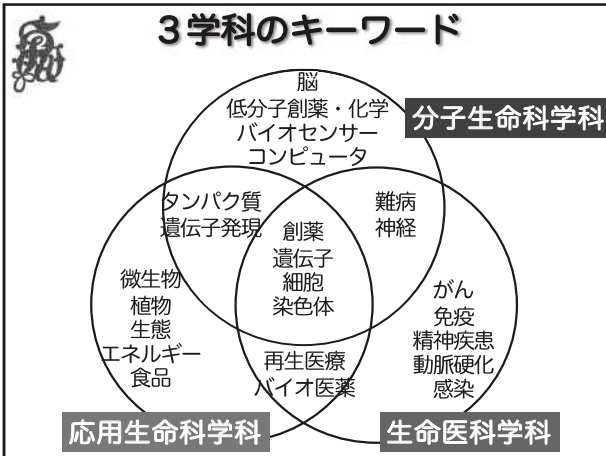 3学科のキーワード
脳
低分子創薬・化学
バイオセンサー
コンピュータ
分子生命科学科
タンパク質
遺伝子発現
難病
神経
創薬
遺伝子
細胞
染色体
微生物
植物
生態
エネルギー
食品
がん
免疫
精神疾患
動脈硬化
感染
再生医療
バイオ医薬
応用生命科学科
生命医科学科